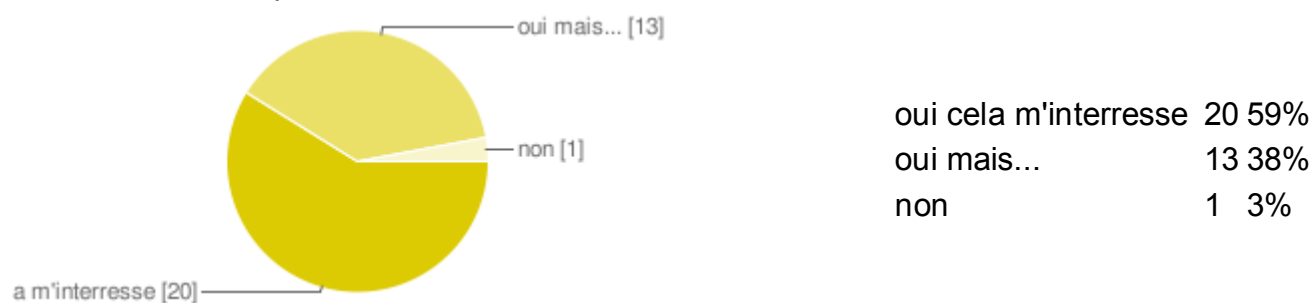 oui mais... [13]
non [1]
a m'interresse [20]
oui cela m'interresse 20 59%
oui mais... 13 38%
non 1 3%